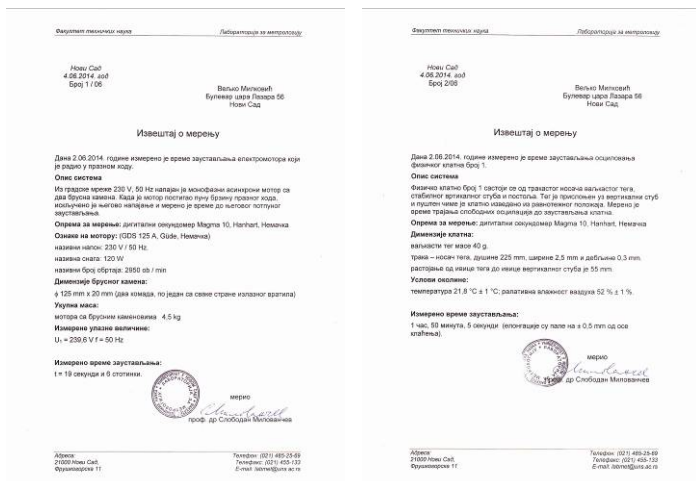 Факултет техничких наука Лабораторија за метрологију
Нови Сад
4.06.2014. год
Број 1 / 06
Вељко Милковић
Булевар цара Лазара 56
Нови Сад
Извештај о мерењу
Дана 2.06.2014. године измерено је време заустављања електромотора који
је радио у празном ходу.
Опис система
Из градске мреже 230 V, 50 Hz напајан је монофазни асинхрони мотор са
два брусна камена. Када је мотор постигао пуну брзину празног хода,
искључено је његово напајање и мерено је време до његовог потпуног
заустављања.
Опрема за мерење: дигитални секундомер Magma 10, Hanhart, Немачка
Ознаке на мотору: (GDS 125 A, Güde, Немачка)
називни напон: 230 V / 50 Hz.
називна снага: 120 W
називни број обртаја: 2950 ob / min
Димензије брусног камена:
ϕ 125 mm x 20 mm (два комада, по један са сваке стране излазног вратила)
Укупна маса:
мотора са брусним каменовима 4,5 kg
Измерене улазне величине:
U₁ = 239,6 V f = 50 Hz
Измерено време заустављања:
t = 19 секунди и 6 стотинки.
мерио
проф. др Слободан Милованчев
Адреса:
21000 Нови Сад,
Фрушкогорска 11
Телефон: (021) 485-25-69
Телефакс: (021) 455-133
E-mail: labmet@uns.ac.rs
Факултет техничких наука Лабораторија за метрологију
Нови Сад
4.06.2014. год
Број 2/06
Вељко Милковић
Булевар цара Лазара 56
Нови Сад
Извештај о мерењу
Дана 2.06.2014. године измерено је време заустављања осциловања
физичког клатна број 1.
Опис система
Физичко клатно број 1 састоји се од тракастог носача ваљкастог тега,
стабилног вртикалног стуба и постоља. Тег је прислоњен уз вертикални стуб
и пуштен чиме је клатно изведено из равнотежног положаја. Мерено је
време трајања слободних осцилација до заустављања клатна.
Опрема за мерење: дигитални секундомер Magma 10, Hanhart, Немачка
Димензије клатна:
ваљкасти тег масе 40 g.
трака – носач тега, душине 225 mm, ширине 2,5 mm и дебљине 0,3 mm.
растојање од ивице тега до ивице вертикалног стуба је 55 mm.
Услови околине:
температура 21,8 °C ± 1 °C; ралативна влажност ваздуха 52 % ± 1 %.
Измерено време заустављања:
1 час, 50 минута, 5 секунди (елонгације су пале на ± 0,5 mm од осе
клаћења).
мерио
проф. др Слободан Милованчев
Адреса:
21000 Нови Сад,
Фрушкогорска 11
Телефон: (021) 485-25-69
Телефакс: (021) 455-133
E-mail: labmet@uns.ac.rs